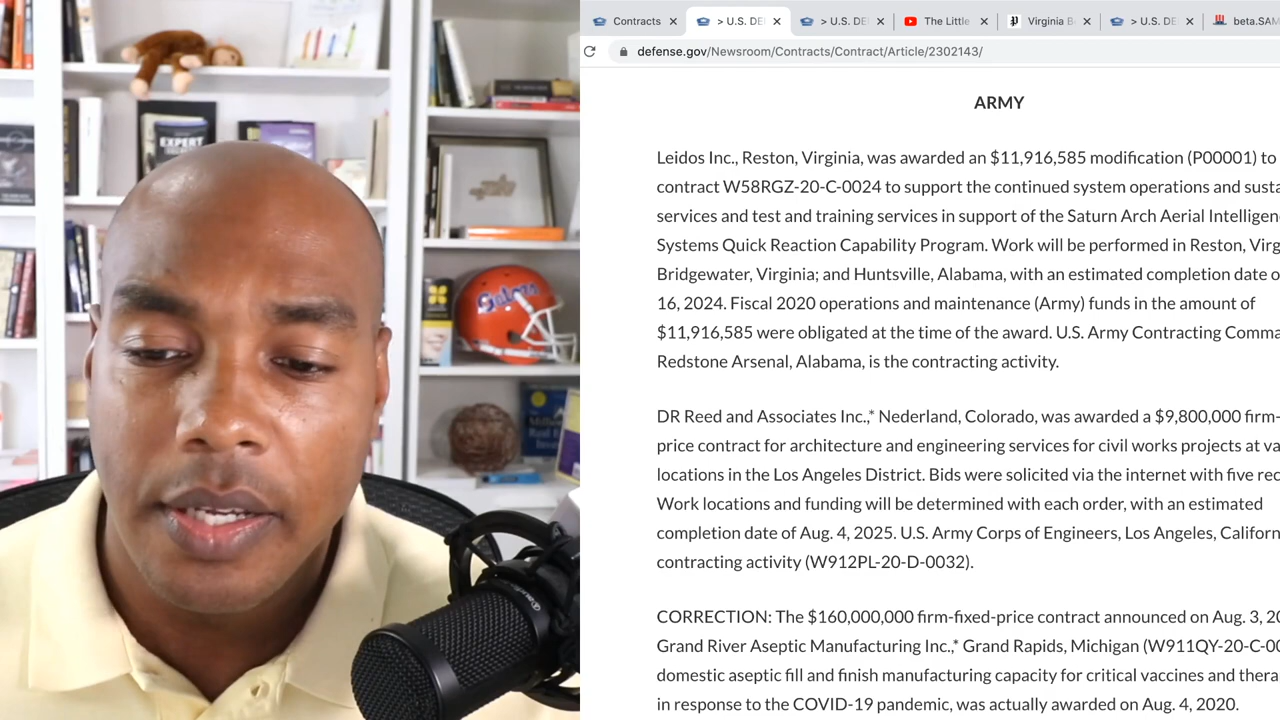 Contracts
> U.S. DE
> U.S. DE
The Little
Virginia B
> U.S. DE
beta.SAM
defense.gov/Newsroom/Contracts/Contract/Article/2302143/
EXPERT
Gators
ARMY
Leidos Inc., Reston, Virginia, was awarded an $11,916,585 modification (P00001) to
contract W58RGZ-20-C-0024 to support the continued system operations and susta
services and test and training services in support of the Saturn Arch Aerial Intelligen
Systems Quick Reaction Capability Program. Work will be performed in Reston, Virg
Bridgewater, Virginia; and Huntsville, Alabama, with an estimated completion date o
16, 2024. Fiscal 2020 operations and maintenance (Army) funds in the amount of
$11,916,585 were obligated at the time of the award. U.S. Army Contracting Comma
Redstone Arsenal, Alabama, is the contracting activity.
DR Reed and Associates Inc.,* Nederland, Colorado, was awarded a $9,800,000 firm-
price contract for architecture and engineering services for civil works projects at va
locations in the Los Angeles District. Bids were solicited via the internet with five rec
Work locations and funding will be determined with each order, with an estimated
completion date of Aug. 4, 2025. U.S. Army Corps of Engineers, Los Angeles, Californ
contracting activity (W912PL-20-D-0032).
CORRECTION: The $160,000,000 firm-fixed-price contract announced on Aug. 3, 20
Grand River Aseptic Manufacturing Inc.,* Grand Rapids, Michigan (W911QY-20-C-00
domestic aseptic fill and finish manufacturing capacity for critical vaccines and thera
in response to the COVID-19 pandemic, was actually awarded on Aug. 4, 2020.